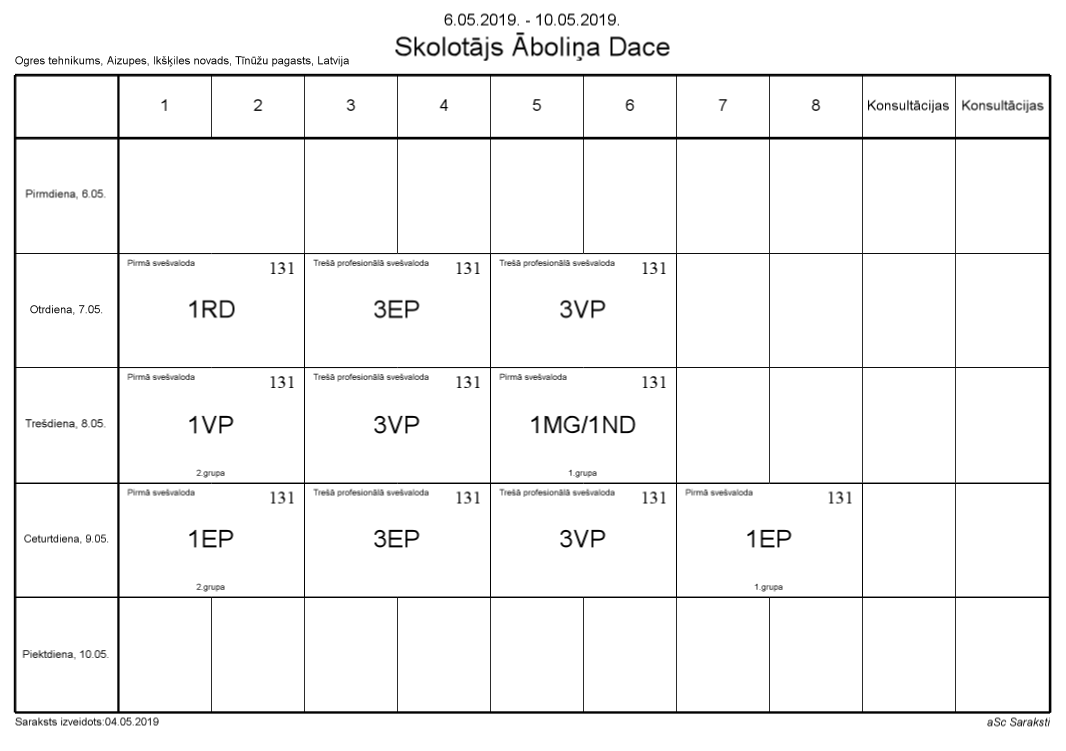 6.05.2019. - 10.05.2019.
Skolotājs Āboliņa Dace
Ogres tehnikums, Aizupes, Ikšķiles novads, Tīnūžu pagasts, Latvija
1 2 3 4 5 6 7 8 Konsultācijas Konsultācijas
Pirmdiena, 6.05.
Pirmā svešvaloda 131 Trešā profesionālā svešvaloda 131 Trešā profesionālā svešvaloda 131
Otrdiena, 7.05. 1RD 3EP 3VP
Pirmā svešvaloda 131 Trešā profesionālā svešvaloda 131 Pirmā svešvaloda 131
Trešdiena, 8.05. 1VP 3VP 1MG/1ND
2.grupa 1.grupa
Pirmā svešvaloda 131 Trešā profesionālā svešvaloda 131 Trešā profesionālā svešvaloda 131 Pirmā svešvaloda 131
Ceturtdiena, 9.05. 1EP 3EP 3VP 1EP
2.grupa 1.grupa
Piektdiena, 10.05.
Saraksts izveidots:04.05.2019 aSc Saraksti